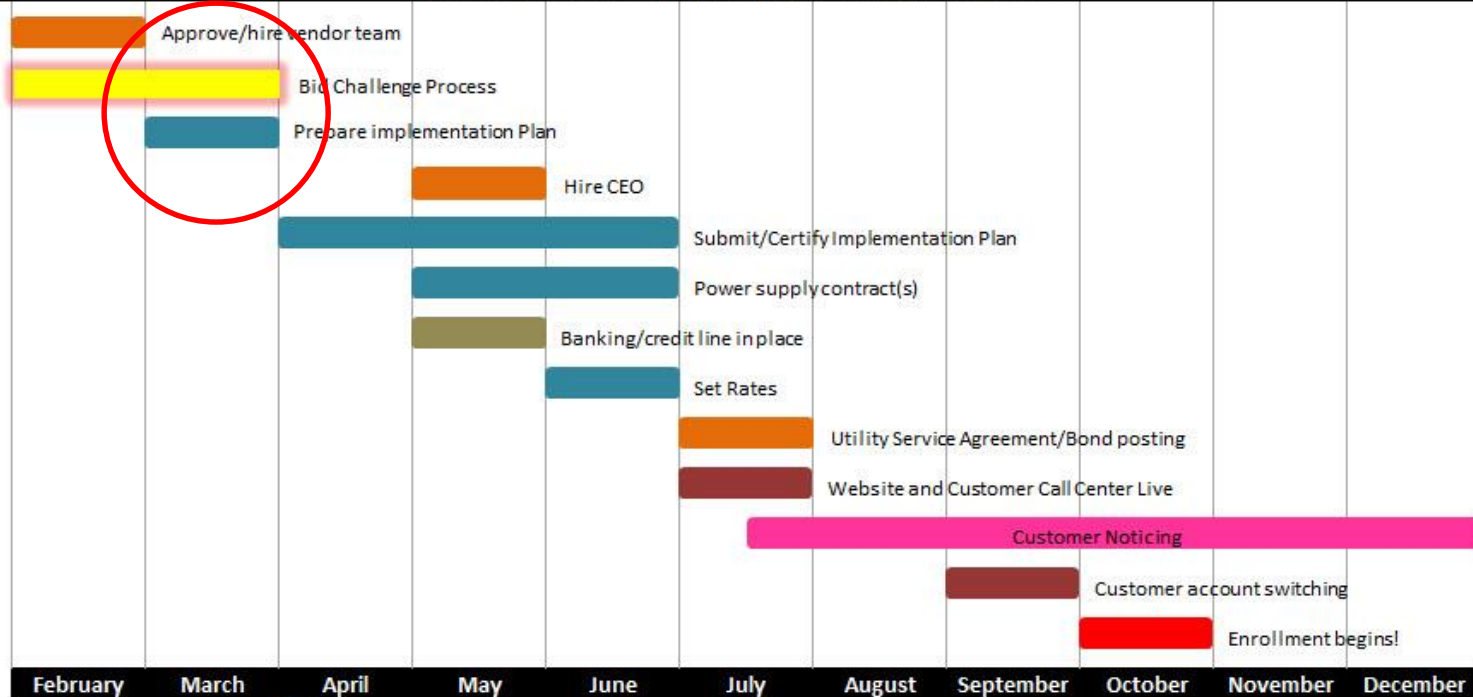 Approve/hire vendor team
Bid Challenge Process
Prepare implementation Plan
Hire CEO
Submit/Certify Implementation Plan
Power supply contract(s)
Banking/credit line in place
Set Rates
Utility Service Agreement/Bond posting
Website and Customer Call Center Live
Customer Noticing
Customer account switching
Enrollment begins!
February March April May June July August September October November December